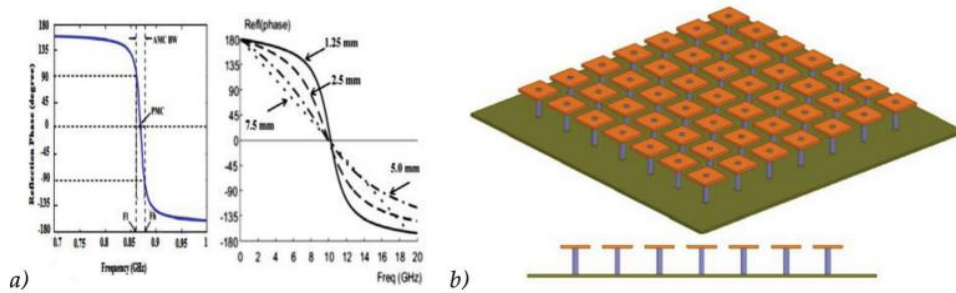 Reflection Phase (degree)
180
135
90
45
0
-45
-90
-135
-180
AMC BW
PMC
Fl
Fh
0.7
0.75
0.8
0.85
0.9
0.95
1
Frequency(GHz)
a)
Refl(phase)
180
135
90
45
0
-45
-90
-135
-180
1.25 mm
2.5 mm
7.5 mm
5.0 mm
0 2 4 6 8 10 12 14 16 18 20
Freq (GHz)
b)